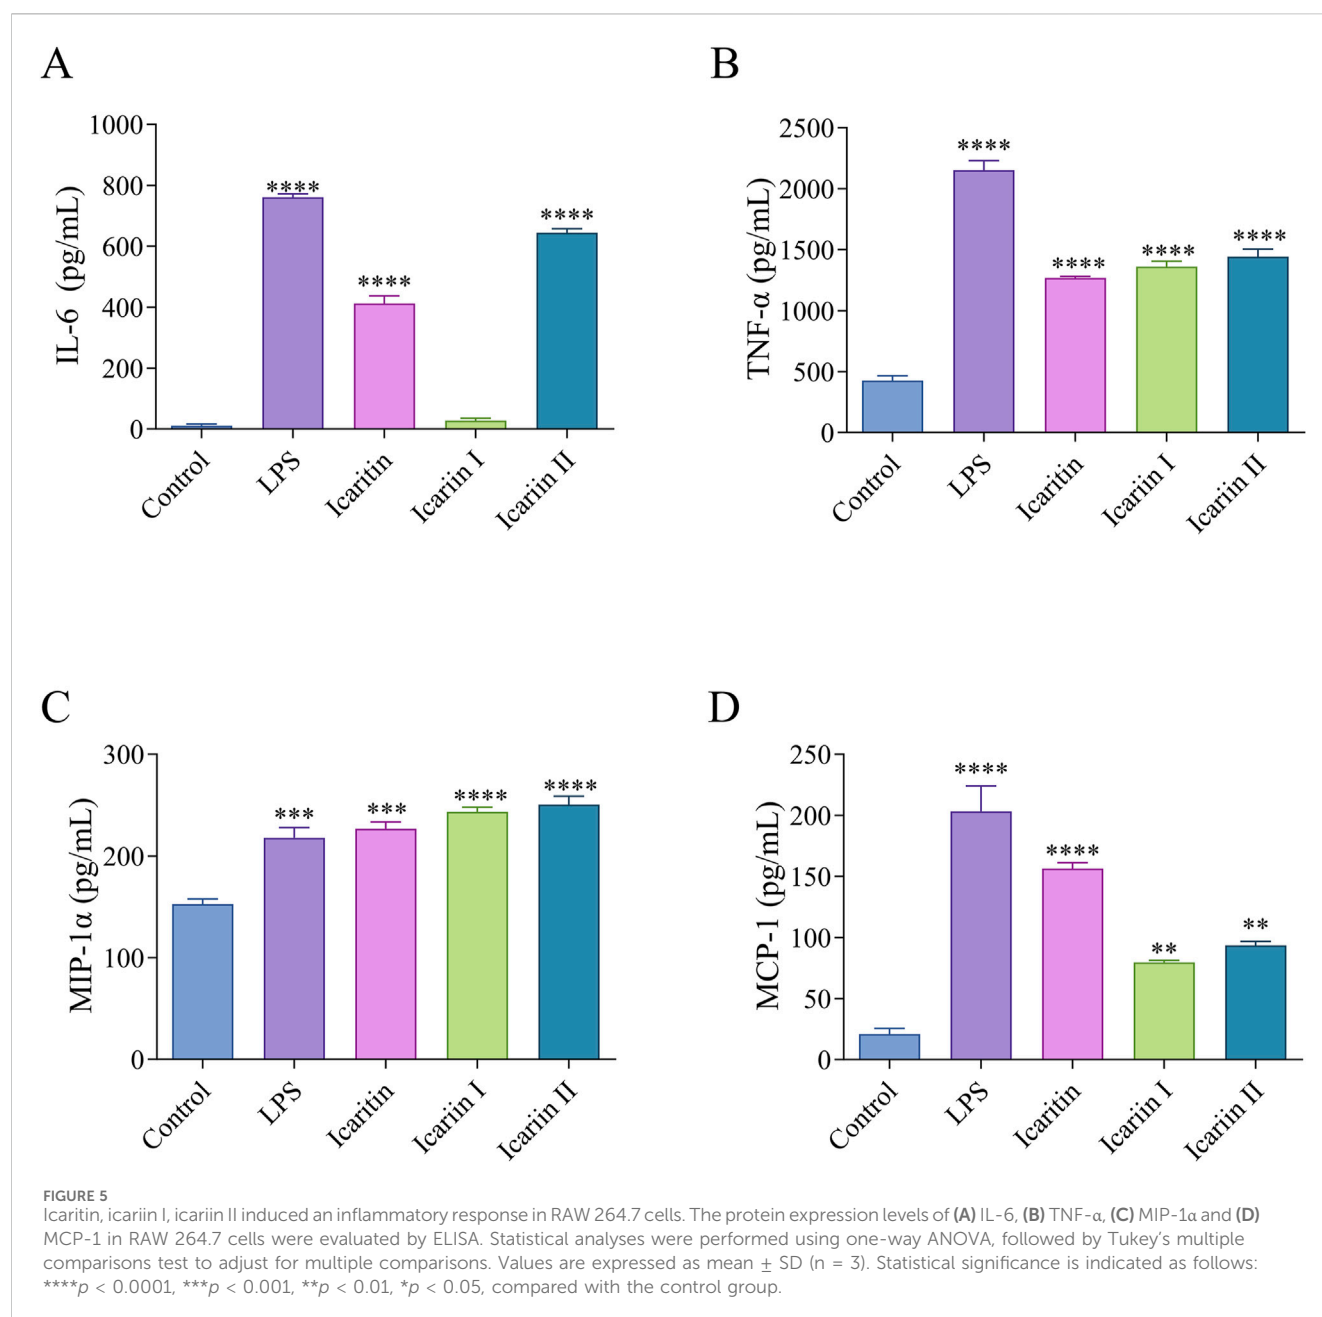 A
IL-6 (pg/mL)
1000
800
600
400
200
0
****
****
****
Control
LPS
Icaritin
Icariin I
Icariin II
B
TNF-α (pg/mL)
2500
2000
1500
1000
500
0
****
****
****
****
Control
LPS
Icaritin
Icariin I
Icariin II
C
MIP-1α (pg/mL)
300
200
100
0
***
***
****
****
Control
LPS
Icaritin
Icariin I
Icariin II
D
MCP-1 (pg/mL)
250
200
150
100
50
0
****
****
**
**
Control
LPS
Icaritin
Icariin I
Icariin II
FIGURE 5
Icaritin, icariin I, icariin II induced an inflammatory response in RAW 264.7 cells. The protein expression levels of (A) IL-6, (B) TNF-α, (C) MIP-1α and (D)
MCP-1 in RAW 264.7 cells were evaluated by ELISA. Statistical analyses were performed using one-way ANOVA, followed by Tukey's multiple
comparisons test to adjust for multiple comparisons. Values are expressed as mean ± SD (n = 3). Statistical significance is indicated as follows:
****p < 0.0001, ***p < 0.001, **p < 0.01, *p < 0.05, compared with the control group.